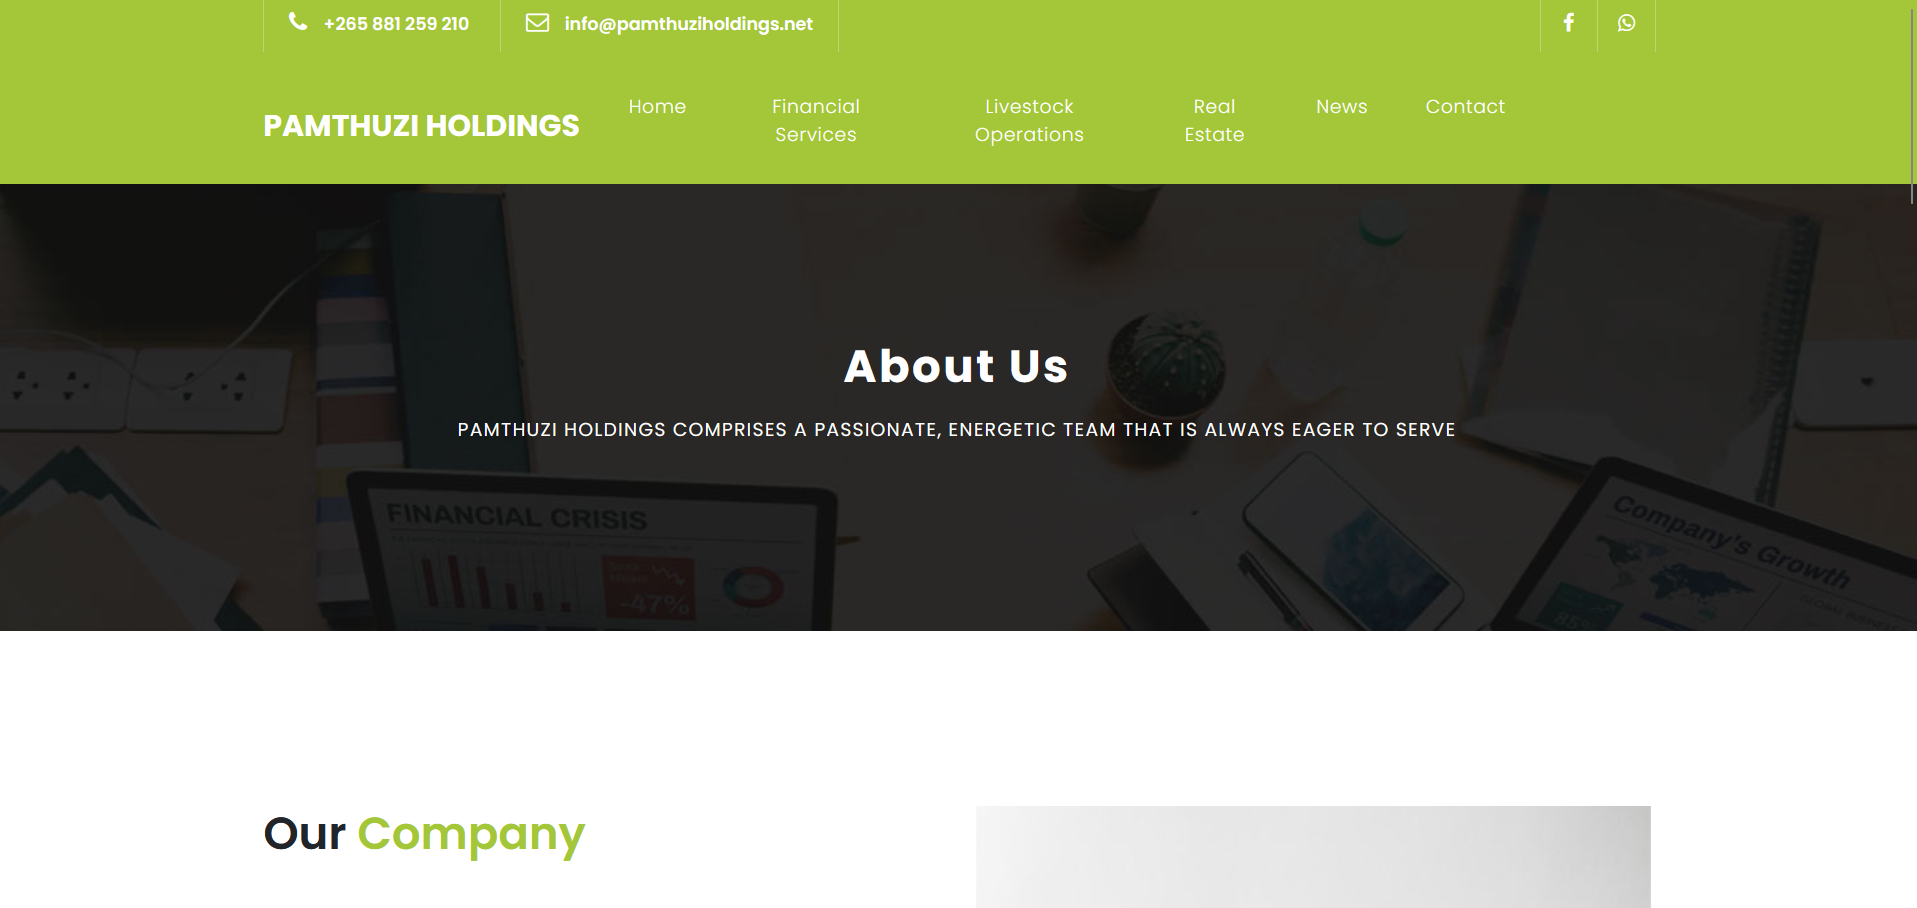 +265 881 259 210
info@pamthuziholdings.net
PAMTHUZI HOLDINGS
Home
Financial
Services
Livestock
Operations
Real
Estate
News
Contact
About Us
PAMTHUZI HOLDINGS COMPRISES A PASSIONATE, ENERGETIC TEAM THAT IS ALWAYS EAGER TO SERVE
FINANCIAL CRISIS
-47%
Company's Growth
85%
Our Company